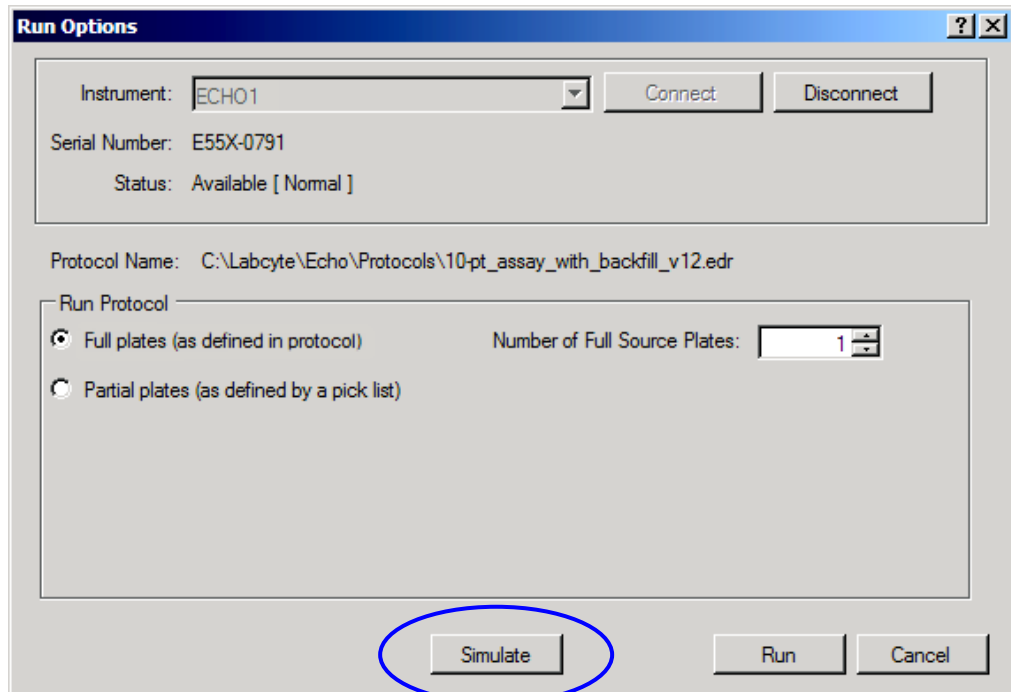 Run Options
Instrument: ECHO1 Connect Disconnect
Serial Number: E55X-0791
Status: Available [ Normal ]
Protocol Name: C:\Labcyte\Echo\Protocols\10-pt_assay_with_backfill_v12.edr
Run Protocol
Full plates (as defined in protocol) Number of Full Source Plates: 1
Partial plates (as defined by a pick list)
Simulate Run Cancel